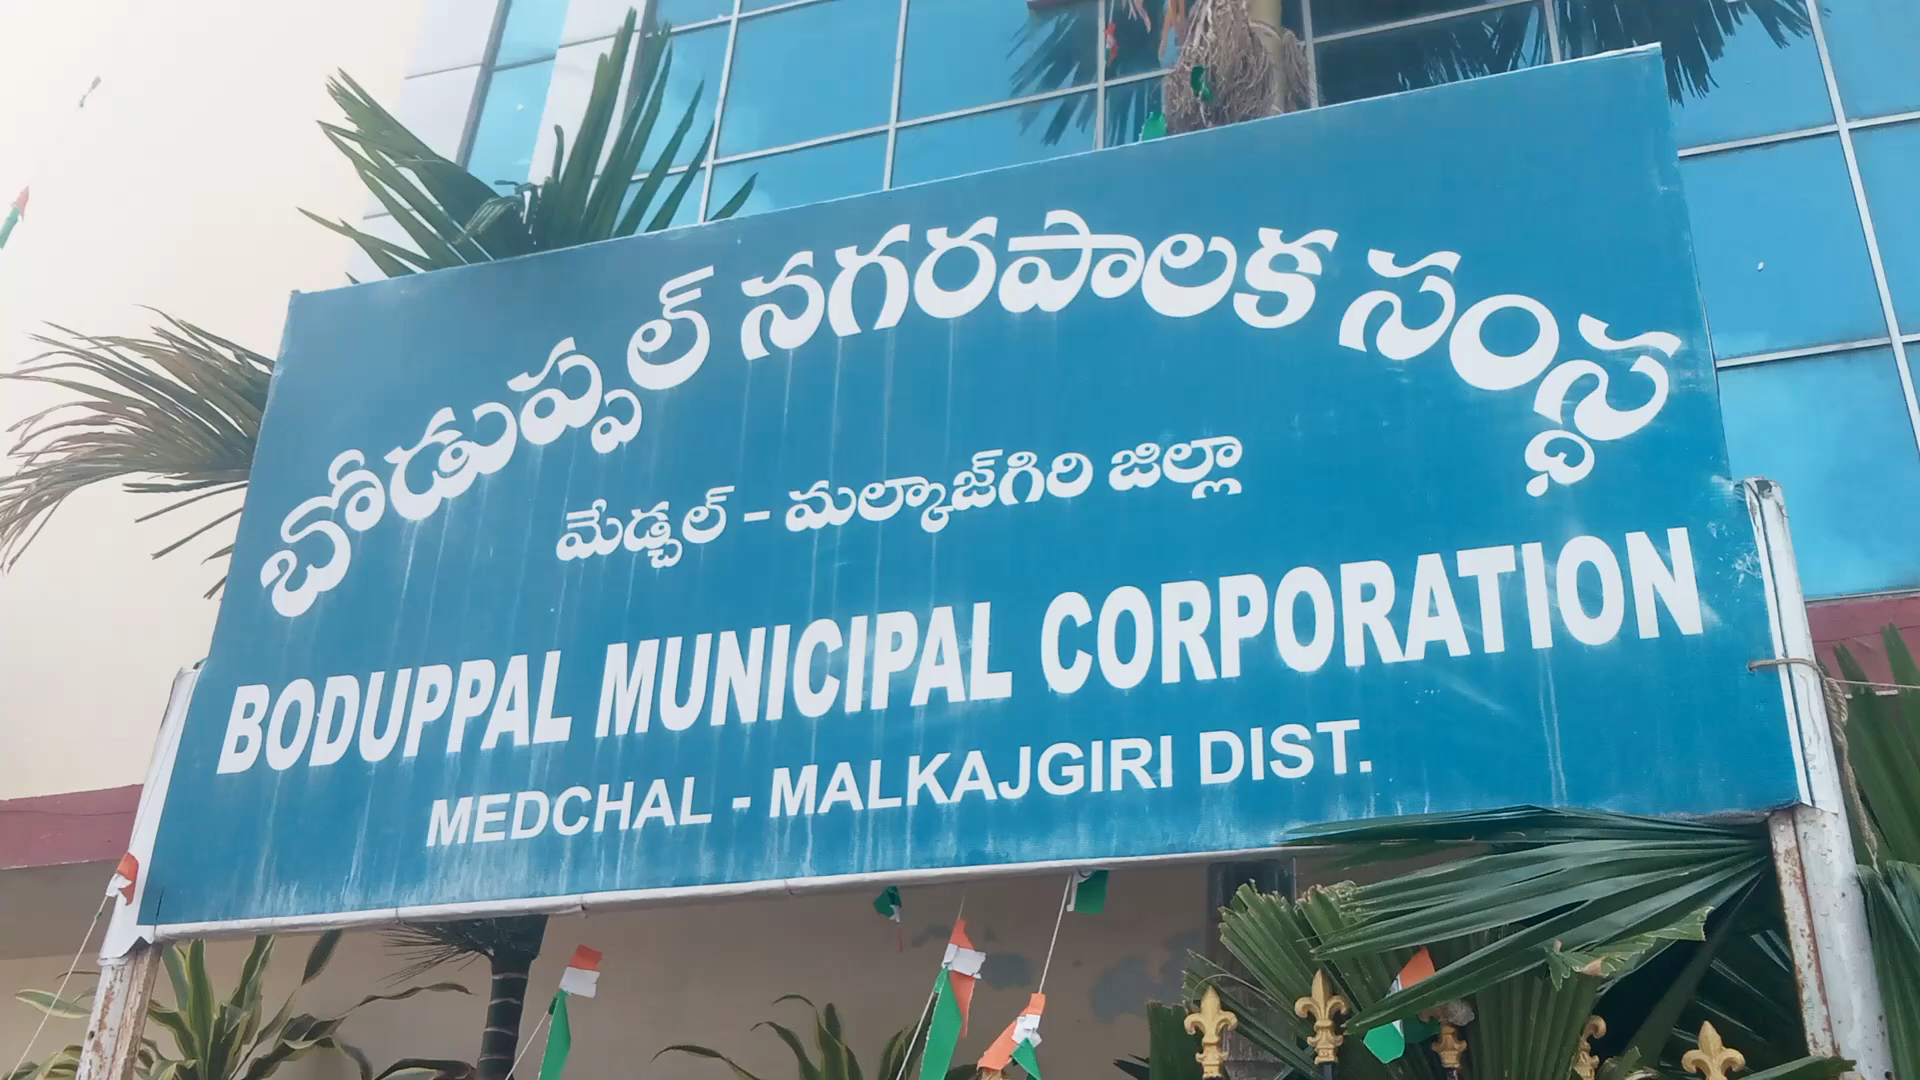 బోడుప్పల్ నగరపాలక సంస్థ
మేడ్చల్ - మల్కాజ్‌గిరి జిల్లా
BODUPPAL MUNICIPAL CORPORATION
MEDCHAL - MALKAJGIRI DIST.